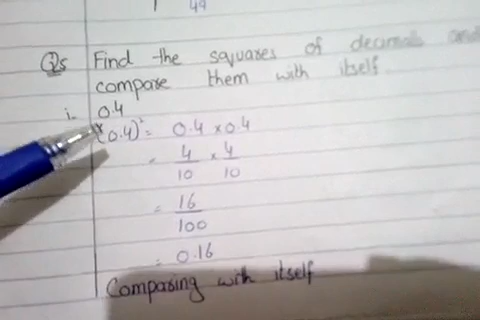 49
Q5 Find the squares of decimals and
compare them with itself
i. 0.4
(0.4)² = 0.4 × 0.4
= 4/10 × 4/10
= 16/100
= 0.16
Comparing with itself